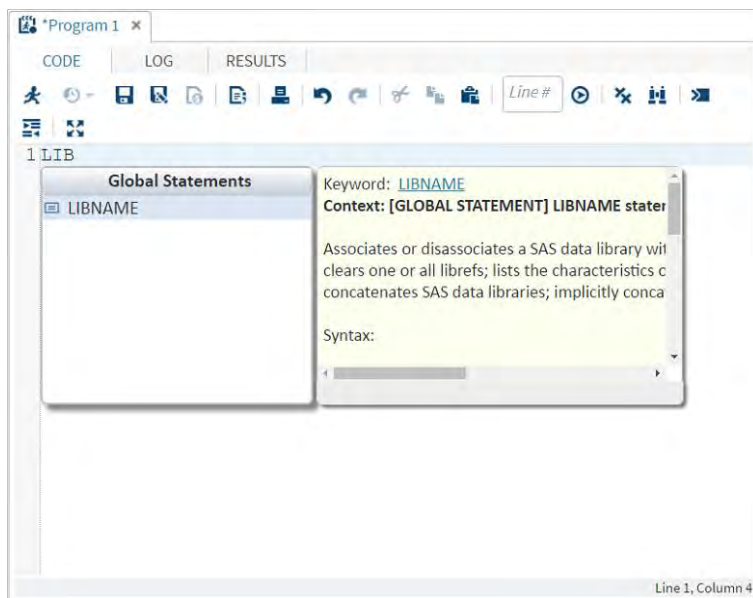 *Program 1 ×
CODE LOG RESULTS
Line #
1 LIB
Global Statements
LIBNAME
Keyword: LIBNAME
Context: [GLOBAL STATEMENT] LIBNAME stater
Associates or disassociates a SAS data library wit
clears one or all librefs; lists the characteristics c
concatenates SAS data libraries; implicitly conca
Syntax:
Line 1, Column 4